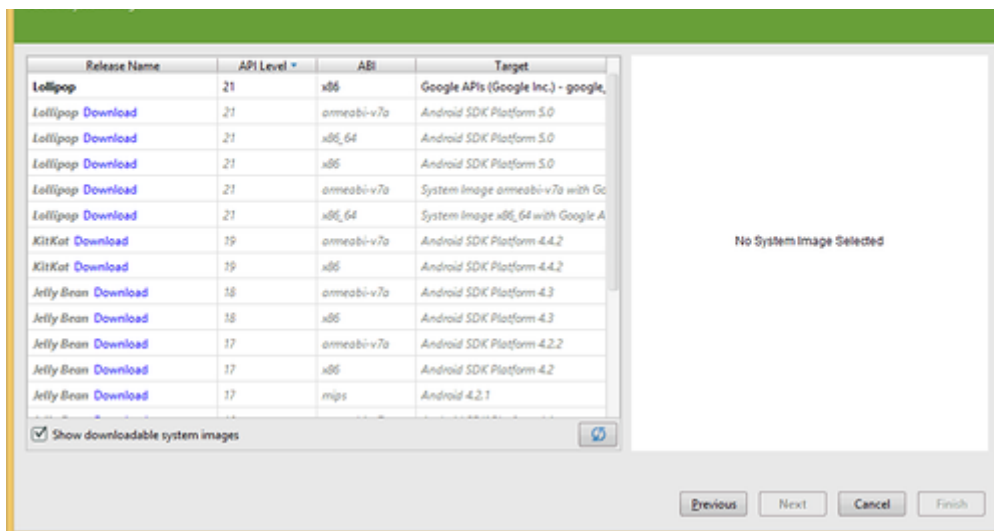 Release Name API Level ABI Target
Lollipop 21 x86 Google APIs (Google Inc.) - google_
Lollipop Download 21 armeabi-v7a Android SDK Platform 5.0
Lollipop Download 21 x86_64 Android SDK Platform 5.0
Lollipop Download 21 x86 Android SDK Platform 5.0
Lollipop Download 21 armeabi-v7a System Image armeabi-v7a with Go
Lollipop Download 21 x86_64 System Image x86_64 with Google A
KitKat Download 19 armeabi-v7a Android SDK Platform 4.4.2
KitKat Download 19 x86 Android SDK Platform 4.4.2
Jelly Bean Download 18 armeabi-v7a Android SDK Platform 4.3
Jelly Bean Download 18 x86 Android SDK Platform 4.3
Jelly Bean Download 17 armeabi-v7a Android SDK Platform 4.2.2
Jelly Bean Download 17 x86 Android SDK Platform 4.2
Jelly Bean Download 17 mips Android 4.2.1
Show downloadable system images
No System Image Selected
Previous Next Cancel Finish